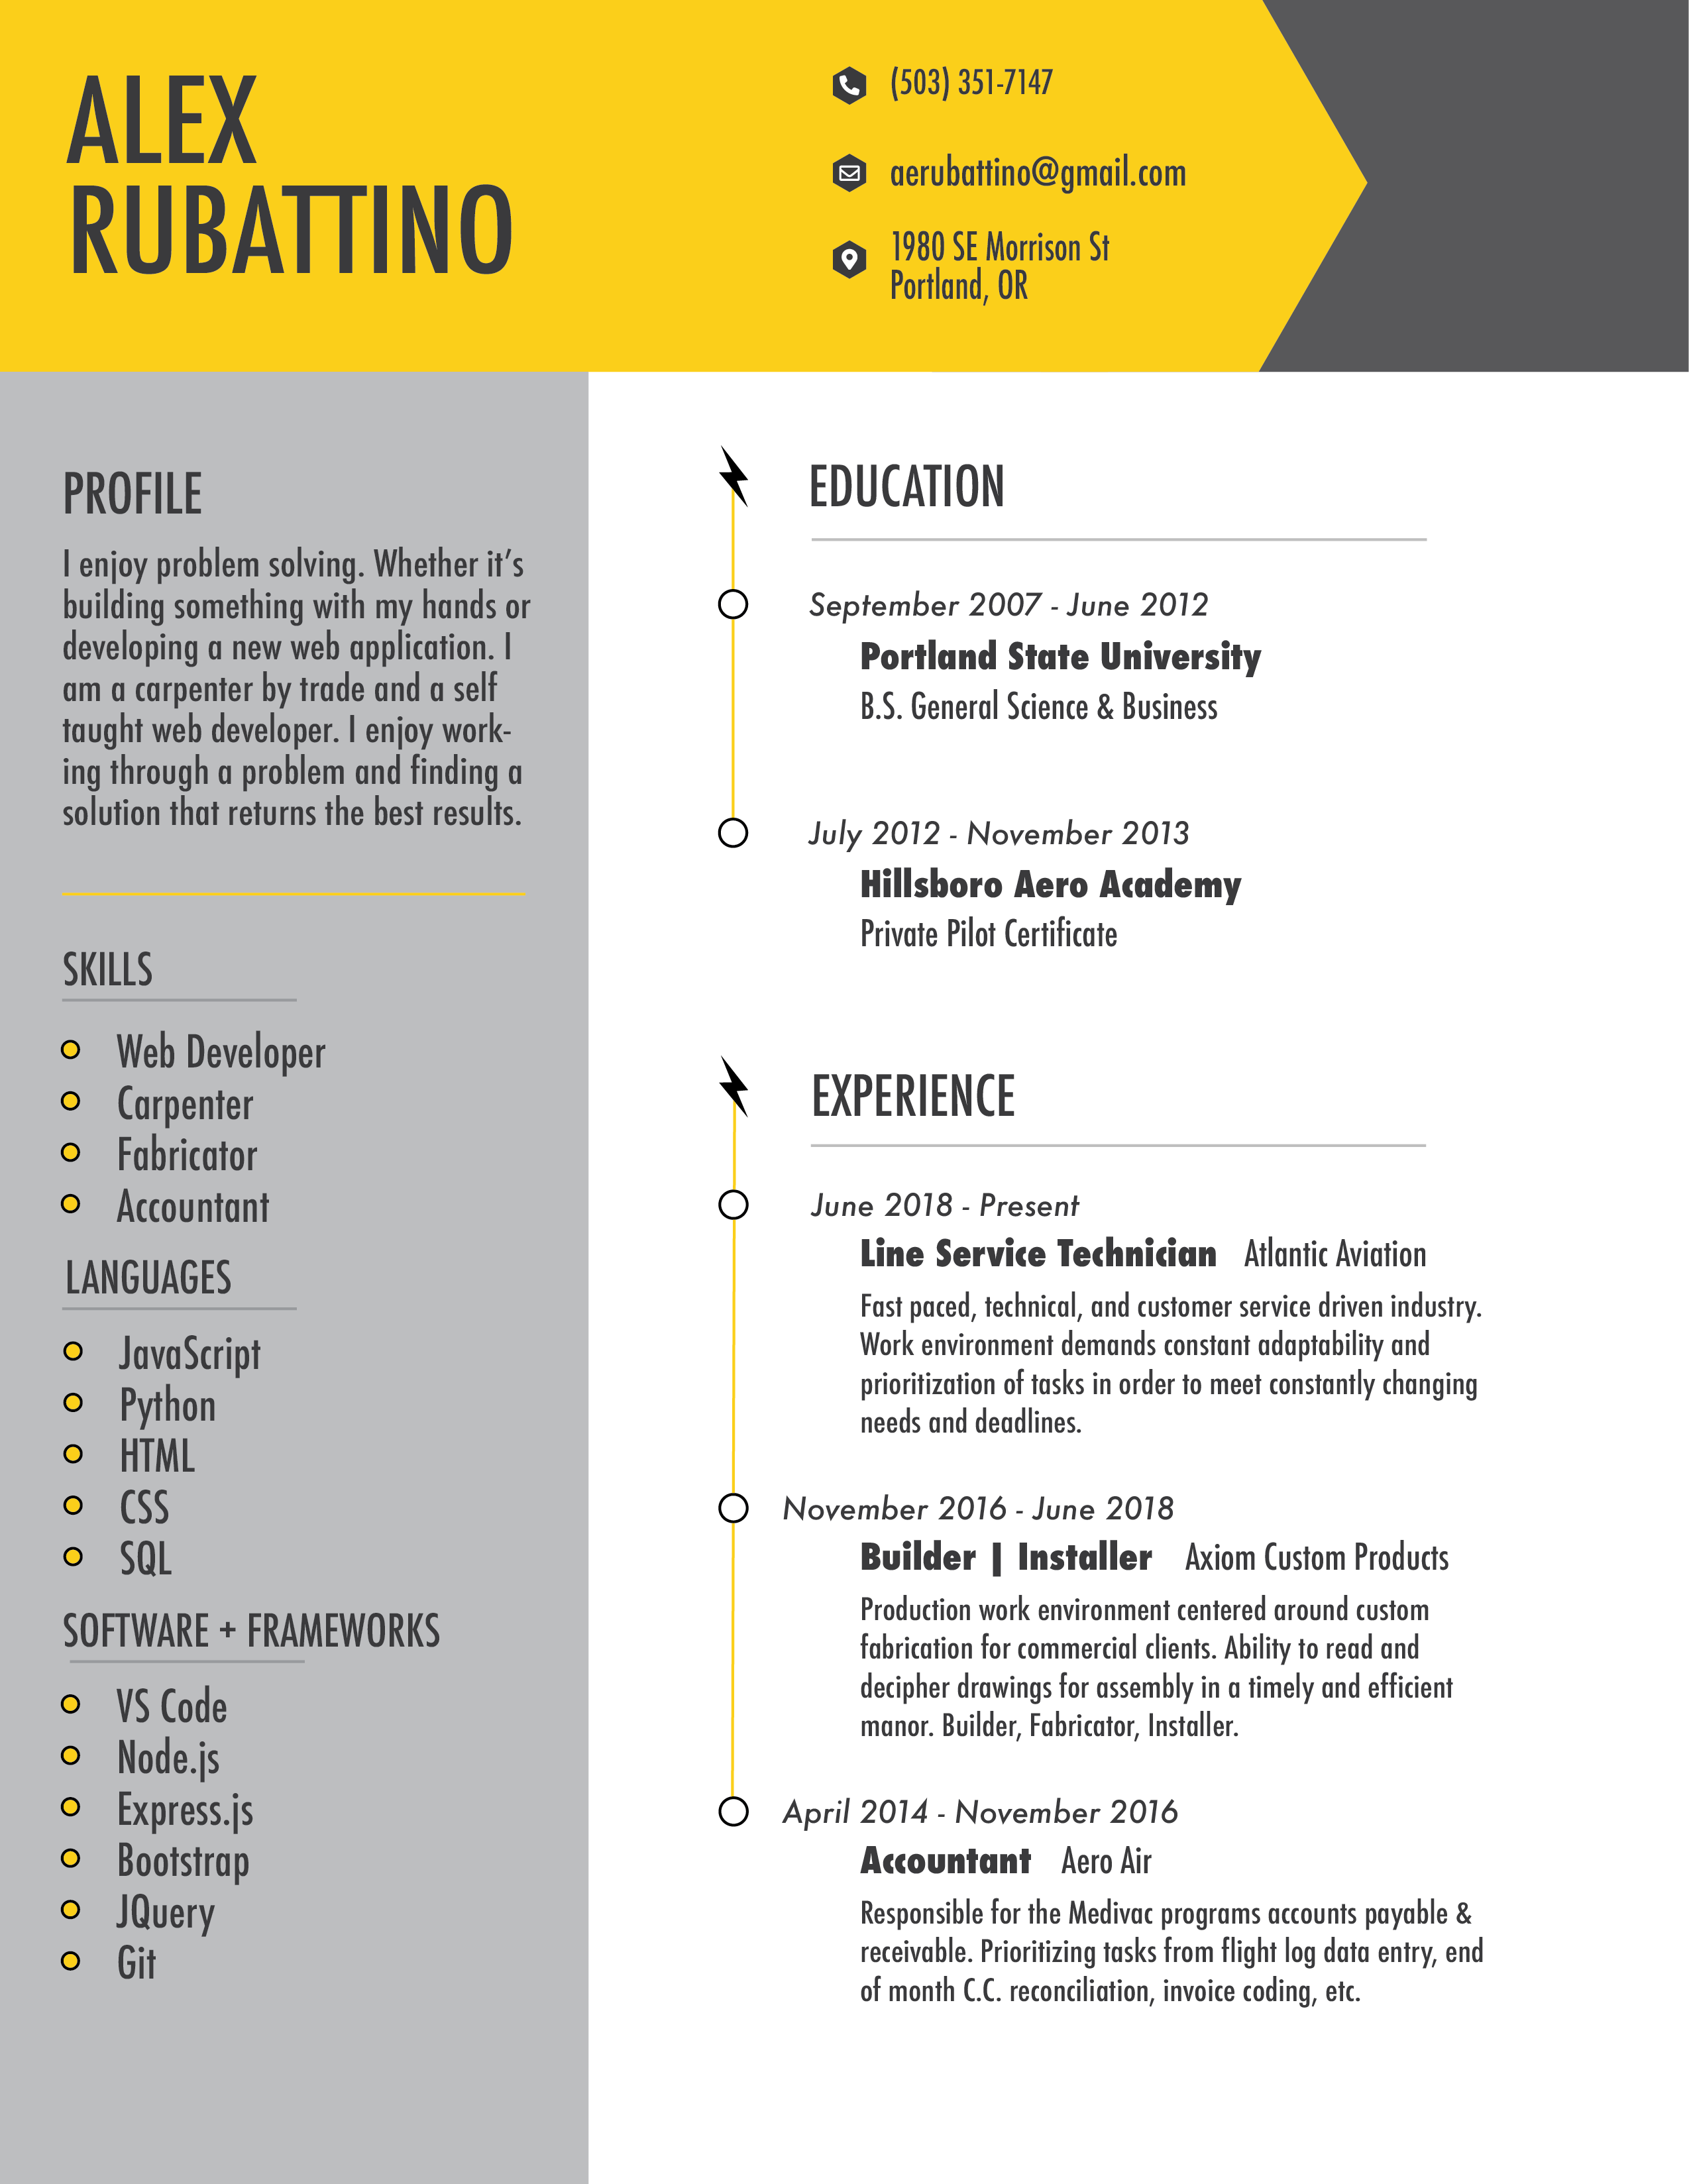 ALEX
RUBATTINO
(503) 351-7147
aerubattino@gmail.com
1980 SE Morrison St
Portland, OR
PROFILE
I enjoy problem solving. Whether it’s
building something with my hands or
developing a new web application. I
am a carpenter by trade and a self
taught web developer. I enjoy work-
ing through a problem and finding a
solution that returns the best results.
SKILLS
Web Developer
Carpenter
Fabricator
Accountant
LANGUAGES
JavaScript
Python
HTML
CSS
SQL
SOFTWARE + FRAMEWORKS
VS Code
Node.js
Express.js
Bootstrap
JQuery
Git
EDUCATION
September 2007 - June 2012
Portland State University
B.S. General Science & Business
July 2012 - November 2013
Hillsboro Aero Academy
Private Pilot Certificate
EXPERIENCE
June 2018 - Present
Line Service Technician Atlantic Aviation
Fast paced, technical, and customer service driven industry.
Work environment demands constant adaptability and
prioritization of tasks in order to meet constantly changing
needs and deadlines.
November 2016 - June 2018
Builder | Installer Axiom Custom Products
Production work environment centered around custom
fabrication for commercial clients. Ability to read and
decipher drawings for assembly in a timely and efficient
manor. Builder, Fabricator, Installer.
April 2014 - November 2016
Accountant Aero Air
Responsible for the Medivac programs accounts payable &
receivable. Prioritizing tasks from flight log data entry, end
of month C.C. reconciliation, invoice coding, etc.